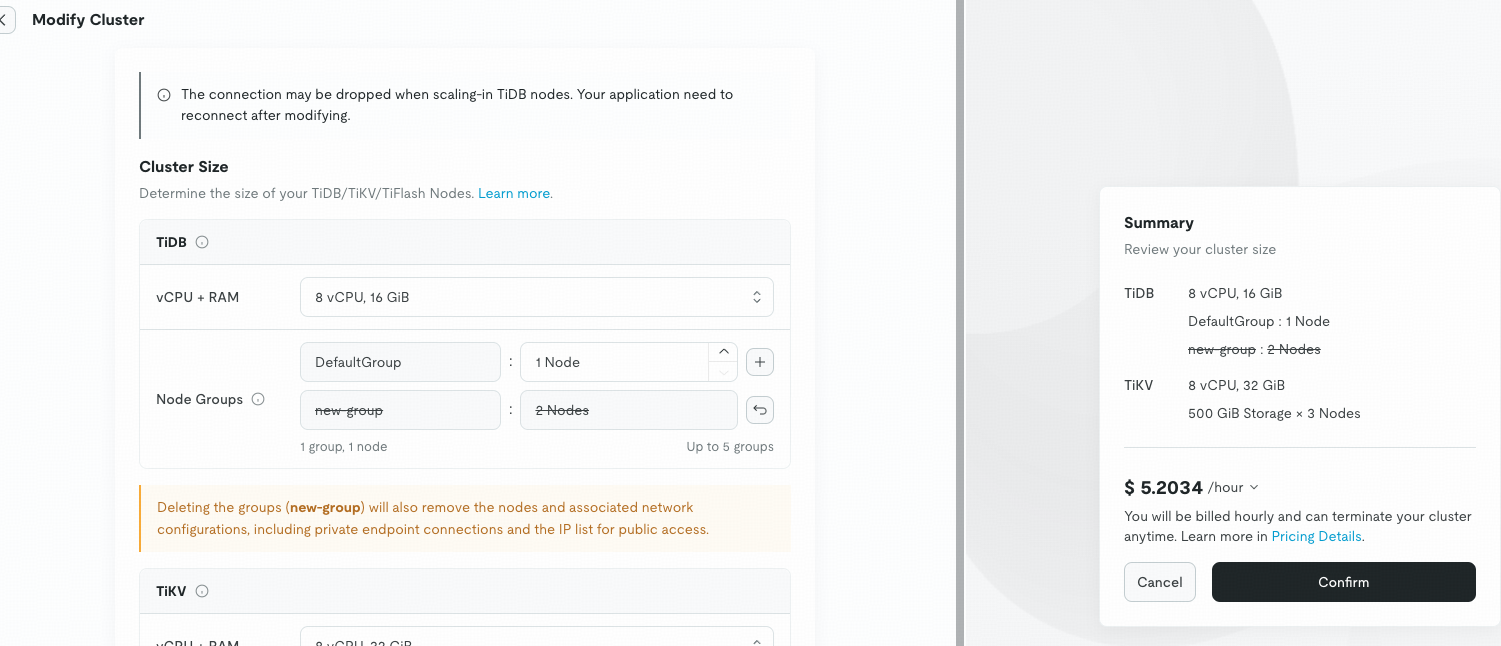 Modify Cluster
The connection may be dropped when scaling-in TiDB nodes. Your application need to
reconnect after modifying.
Cluster Size
Determine the size of your TiDB/TiKV/TiFlash Nodes. Learn more.
TiDB
vCPU + RAM
8 vCPU, 16 GiB
Node Groups
DefaultGroup : 1 Node
new-group : 2 Nodes
1 group, 1 node
Up to 5 groups
Deleting the groups (new-group) will also remove the nodes and associated network
configurations, including private endpoint connections and the IP list for public access.
TiKV
vCPU + RAM
8 vCPU, 32 GiB
Summary
Review your cluster size
TiDB
8 vCPU, 16 GiB
DefaultGroup : 1 Node
new-group : 2 Nodes
TiKV
8 vCPU, 32 GiB
500 GiB Storage × 3 Nodes
$ 5.2034 /hour
You will be billed hourly and can terminate your cluster
anytime. Learn more in Pricing Details.
Cancel
Confirm